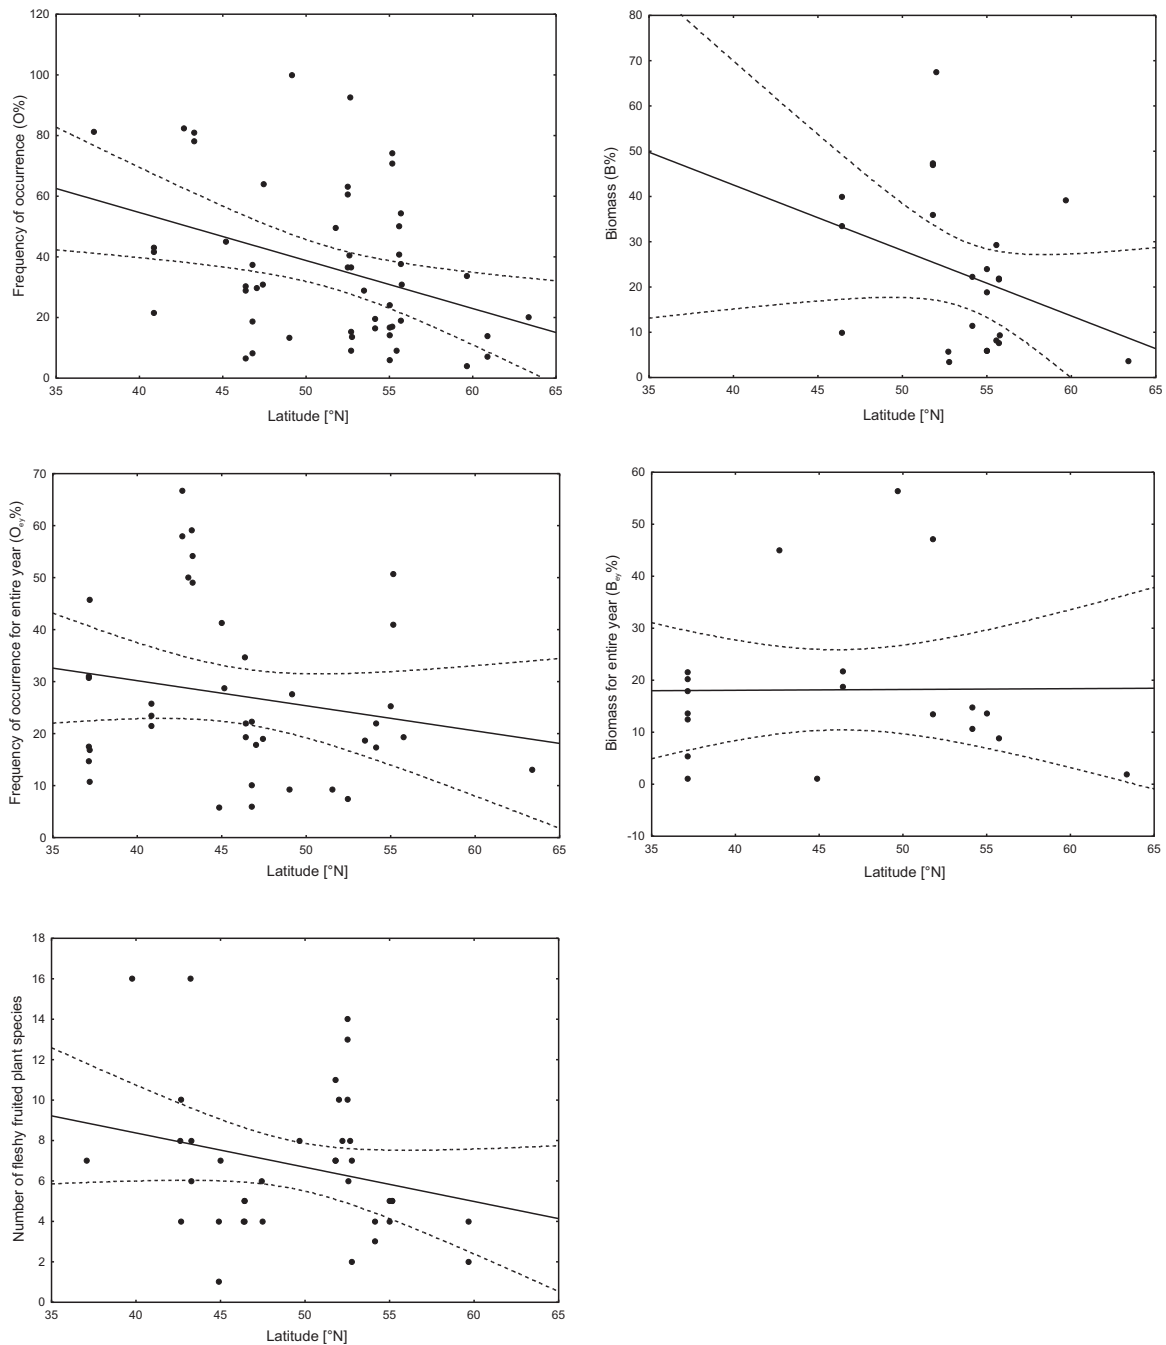 120
100
80
60
40
20
0
Frequency of occurrence (O%)
35 40 45 50 55 60 65
Latitude [°N]
80
70
60
50
40
30
20
10
0
Biomass (B%)
35 40 45 50 55 60 65
Latitude [°N]
70
60
50
40
30
20
10
0
Frequency of occurrence for entire year (Oey%)
35 40 45 50 55 60 65
Latitude [°N]
60
50
40
30
20
10
0
-10
Biomass for entire year (Bey%)
35 40 45 50 55 60 65
Latitude [°N]
18
16
14
12
10
8
6
4
2
0
Number of fleshy fruited plant species
35 40 45 50 55 60 65
Latitude [°N]